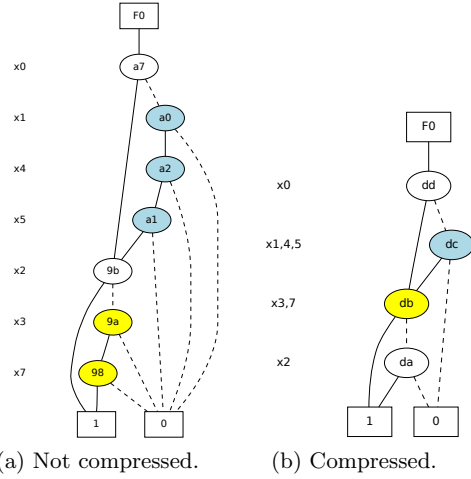 F0
x0
a7
x1
a0
x4
a2
x5
a1
x2
9b
x3
9a
x7
98
1
0
(a) Not compressed.
F0
x0
dd
x1,4,5
dc
x3,7
db
x2
da
1
0
(b) Compressed.